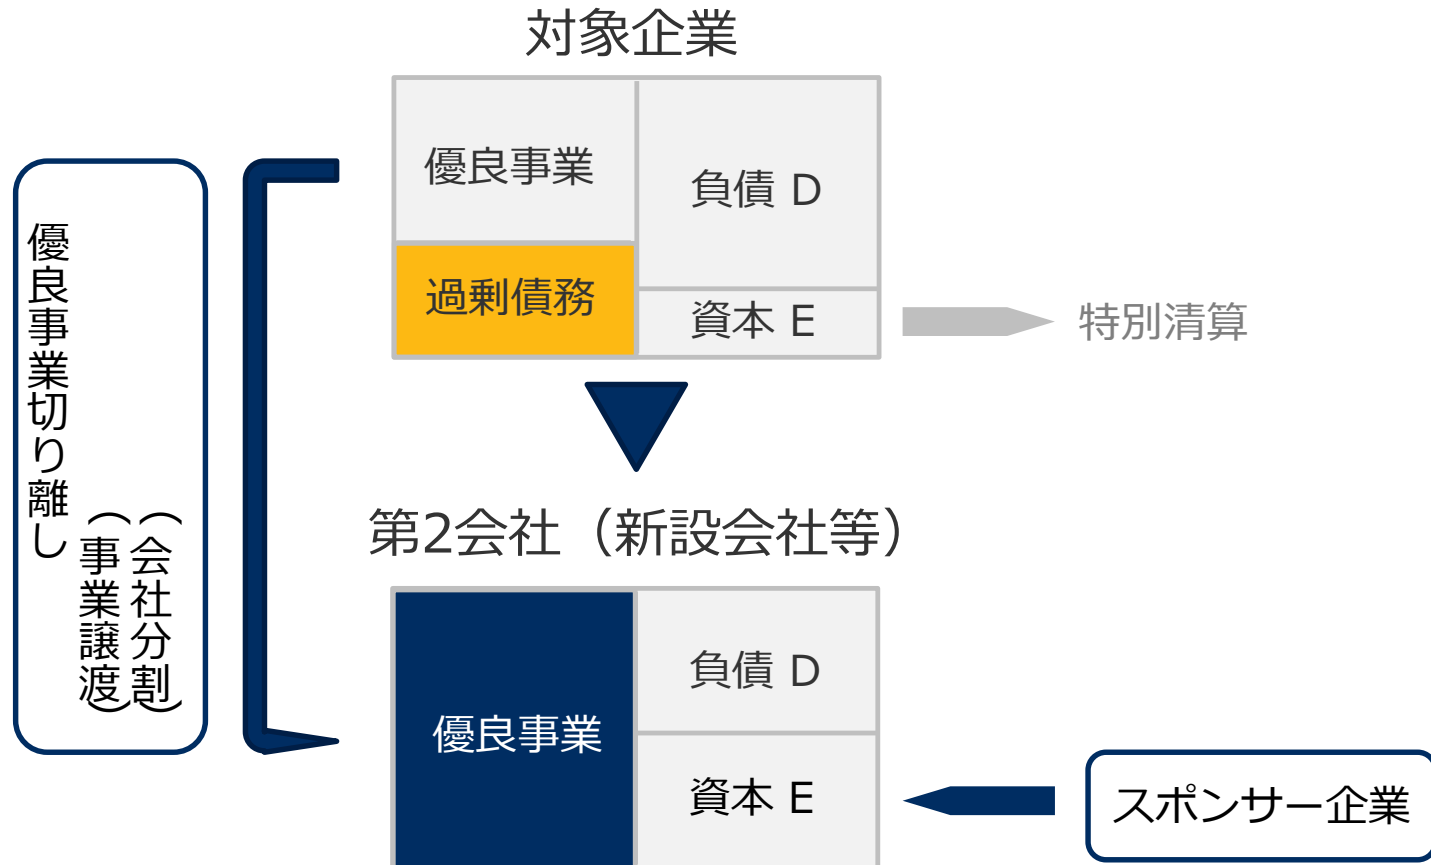 対象企業
優良事業
負債 D
過剰債務
資本 E
特別清算
優良事業切り離し
（会社分割）
（事業譲渡）
第2会社（新設会社等）
優良事業
負債 D
資本 E
スポンサー企業